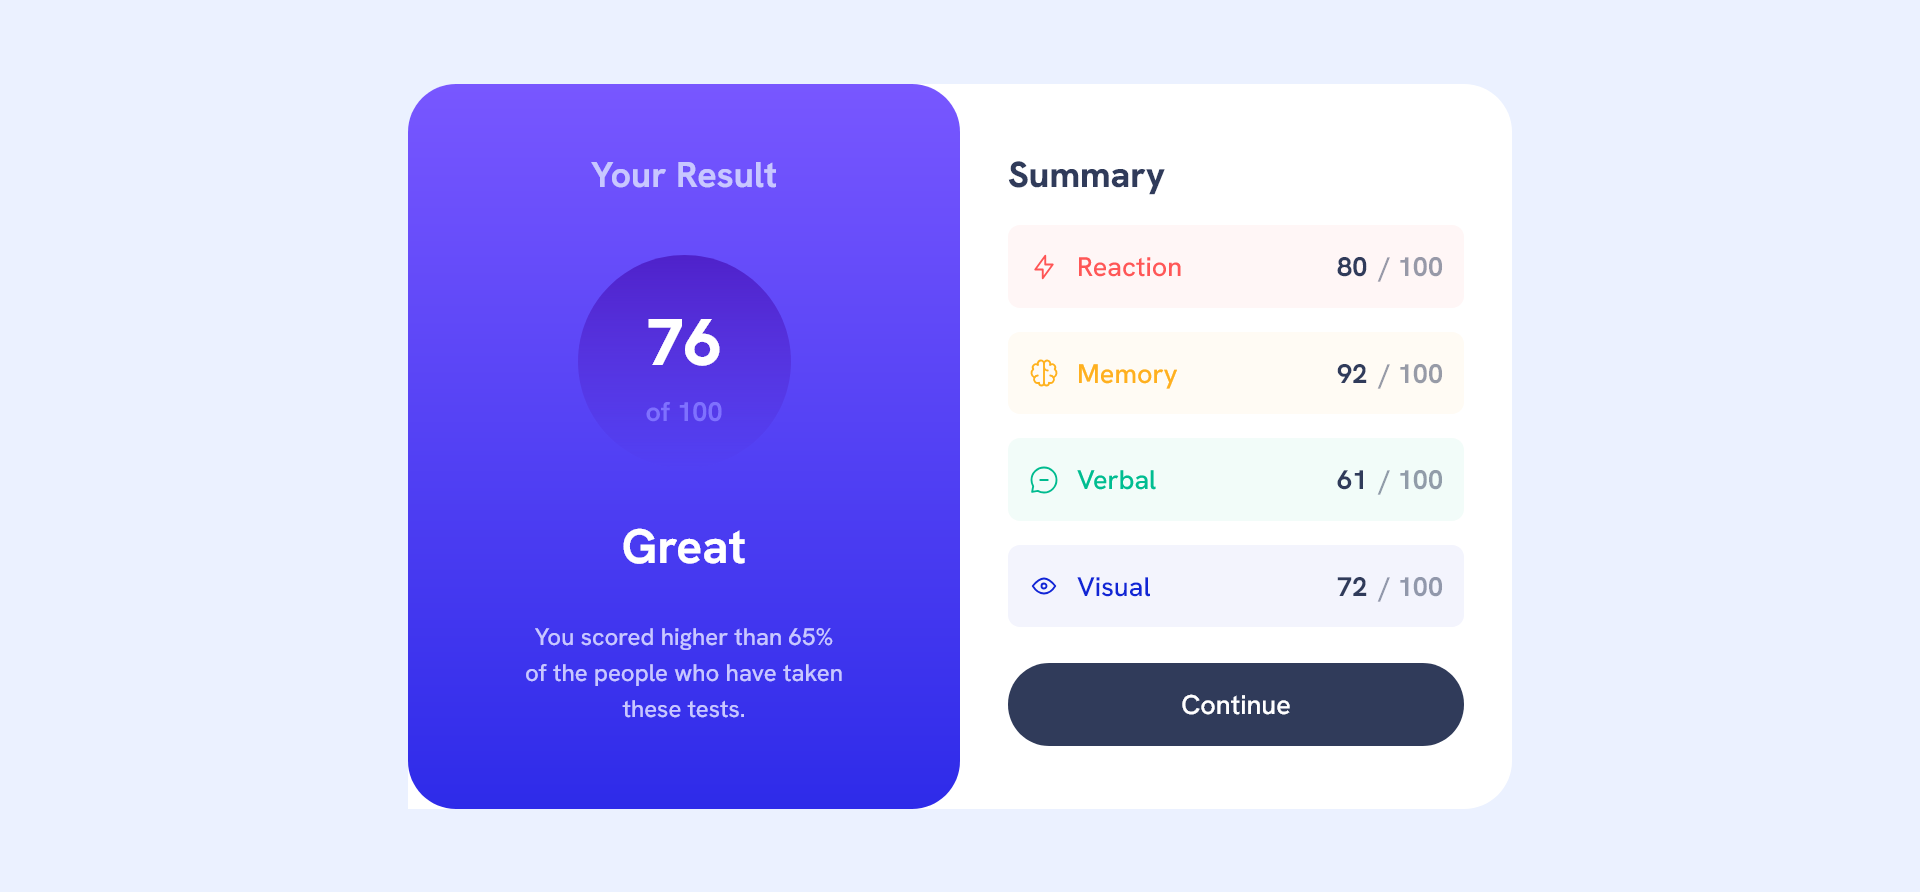 Your Result
76
of 100
Great
You scored higher than 65%
of the people who have taken
these tests.
Summary
Reaction 80 / 100
Memory 92 / 100
Verbal 61 / 100
Visual 72 / 100
Continue